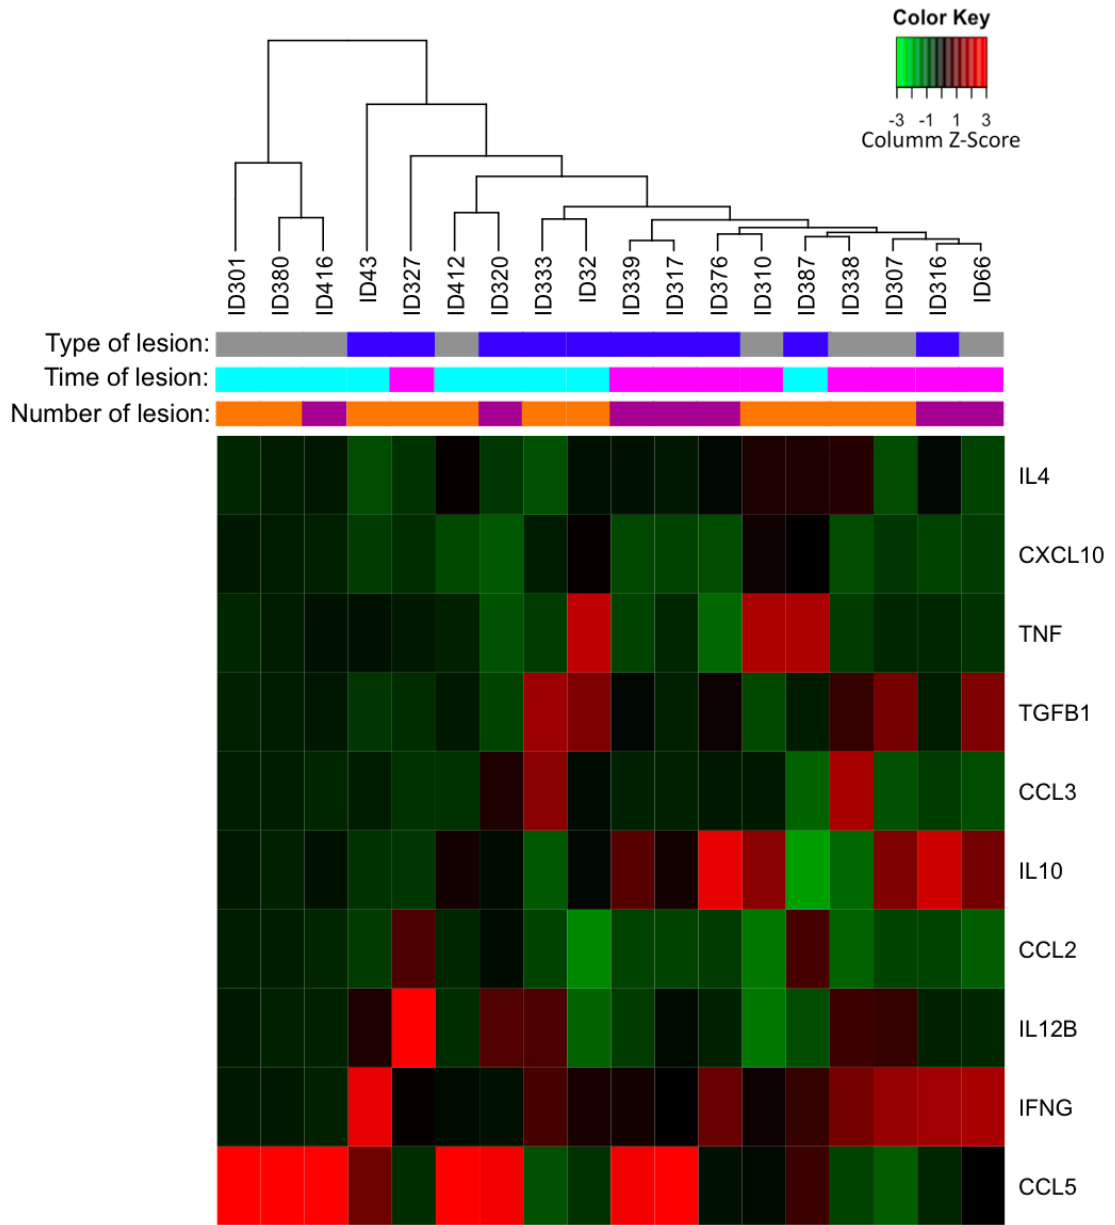 Color Key
-3 -1 1 3
Columm Z-Score
ID301 ID380 ID416 ID43 ID327 ID412 ID320 ID333 ID32 ID339 ID317 ID376 ID310 ID387 ID338 ID307 ID316 ID66
Type of lesion:
Time of lesion:
Number of lesion:
IL4
CXCL10
TNF
TGFB1
CCL3
IL10
CCL2
IL12B
IFNG
CCL5